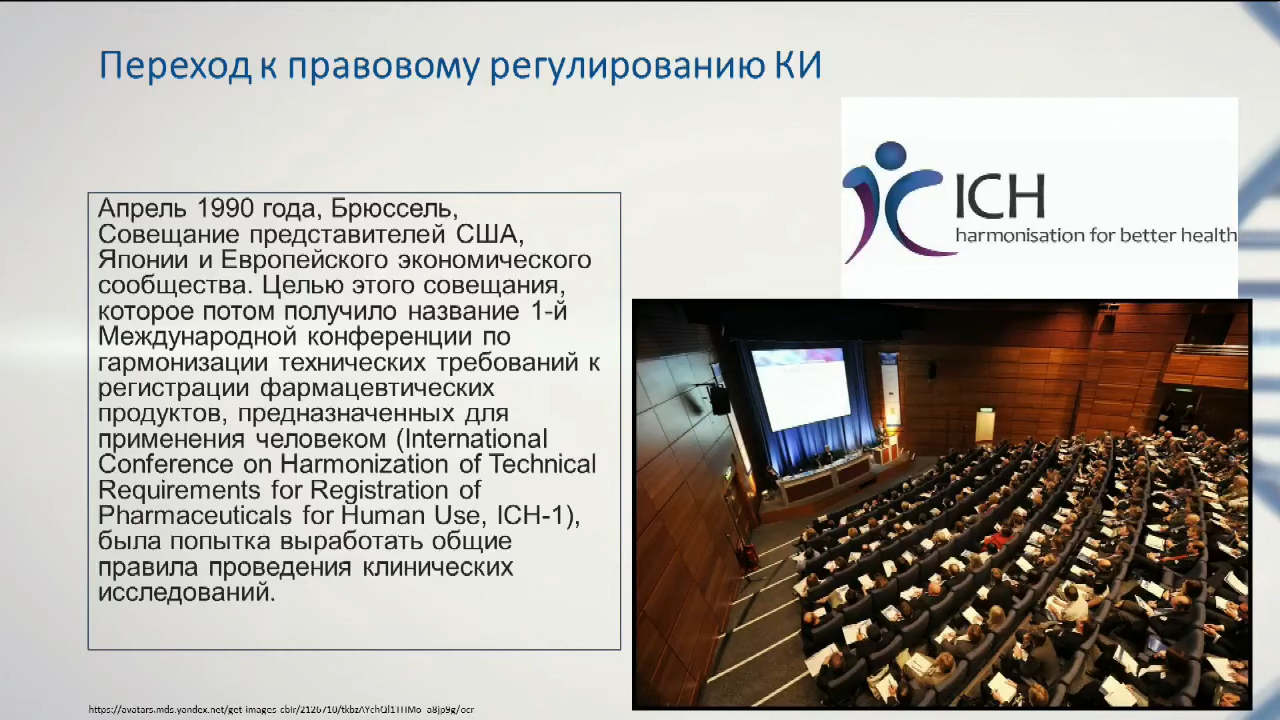 Переход к правовому регулированию КИ
ICH
harmonisation for better health
Апрель 1990 года, Брюссель,
Совещание представителей США,
Японии и Европейского экономического
сообщества. Целью этого совещания,
которое потом получило название 1-й
Международной конференции по
гармонизации технических требований к
регистрации фармацевтических
продуктов, предназначенных для
применения человеком (International
Conference on Harmonization of Technical
Requirements for Registration of
Pharmaceuticals for Human Use, ICH-1),
была попытка выработать общие
правила проведения клинических
исследований.